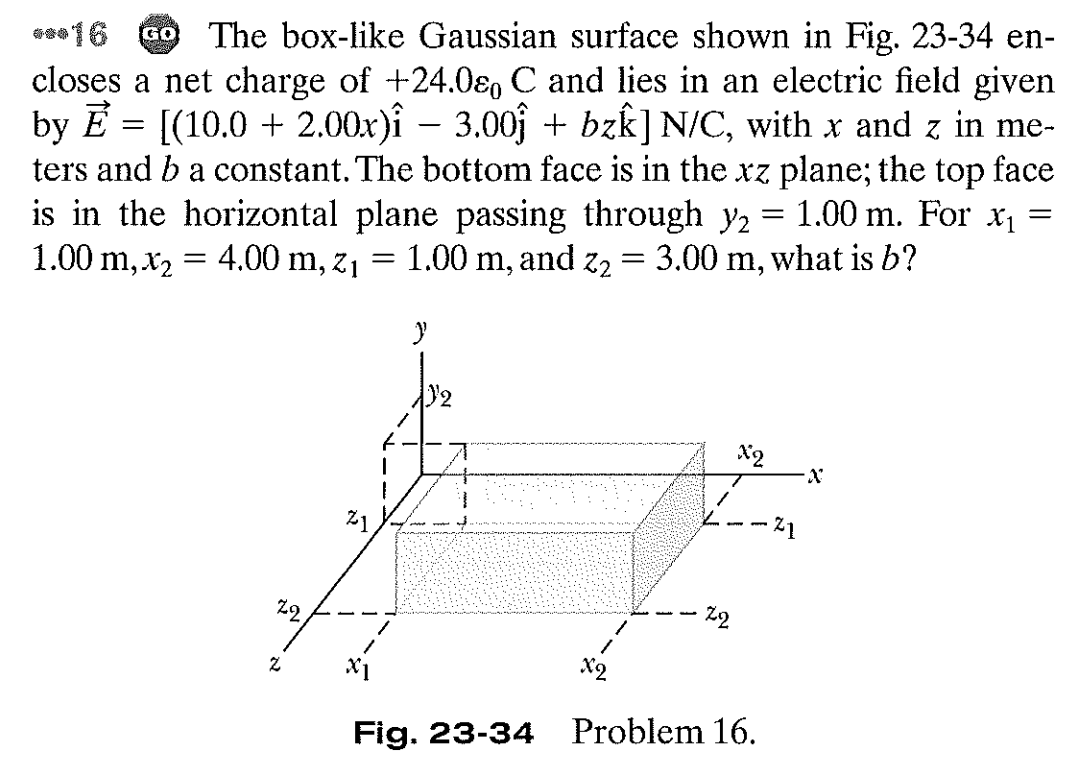 •••16 GO The box-like Gaussian surface shown in Fig. 23-34 en-
closes a net charge of +24.0ε₀ C and lies in an electric field given
by E⃗ = [(10.0 + 2.00x)î − 3.00ĵ + bzk̂] N/C, with x and z in me-
ters and b a constant. The bottom face is in the xz plane; the top face
is in the horizontal plane passing through y₂ = 1.00 m. For x₁ =
1.00 m, x₂ = 4.00 m, z₁ = 1.00 m, and z₂ = 3.00 m, what is b?
y
y₂
x₂
x
z₁
z₁
z₂
z₂
z
x₁
x₂
Fig. 23-34 Problem 16.